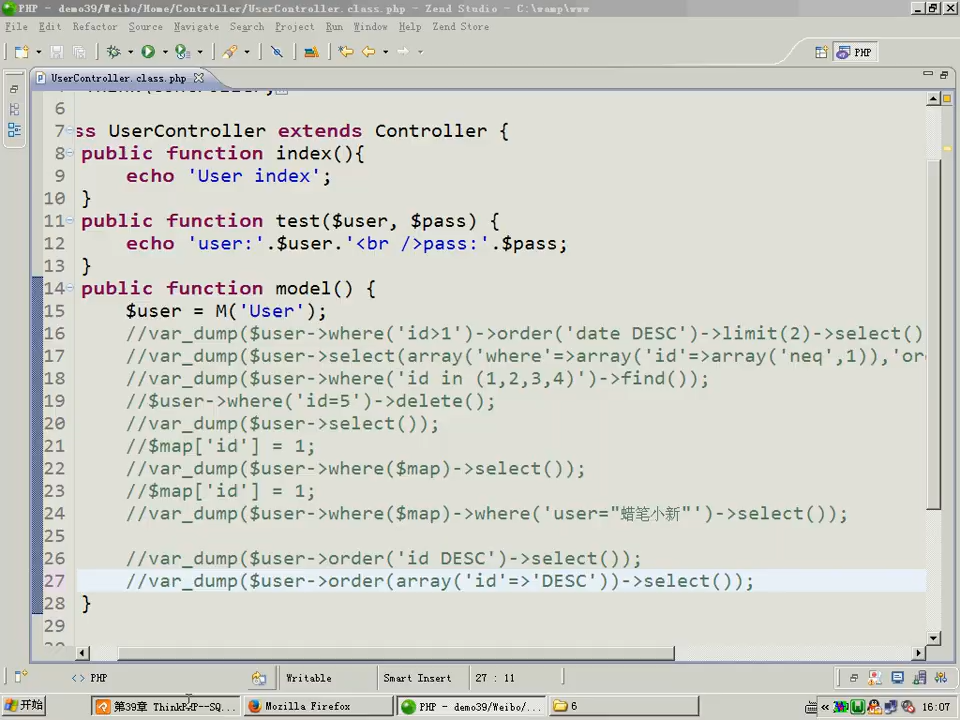 PHP - demo39/Weibo/Home/Controller/UserController.class.php - Zend Studio - C:\wamp\www
File Edit Refactor Source Navigate Search Project Run Window Help Zend Store
PHP
UserController.class.php
6
7 ss UserController extends Controller {
8 public function index(){
9 echo 'User index';
10 }
11 public function test($user, $pass) {
12 echo 'user:'.$user.'<br />pass:'.$pass;
13 }
14 public function model() {
15 $user = M('User');
16 //var_dump($user->where('id>1')->order('date DESC')->limit(2)->select()
17 //var_dump($user->select(array('where'=>array('id'=>array('neq',1)),'or
18 //var_dump($user->where('id in (1,2,3,4)')->find());
19 //$user->where('id=5')->delete();
20 //var_dump($user->select());
21 //$map['id'] = 1;
22 //var_dump($user->where($map)->select());
23 //$map['id'] = 1;
24 //var_dump($user->where($map)->where('user="蜡笔小新"')->select());
25
26 //var_dump($user->order('id DESC')->select());
27 //var_dump($user->order(array('id'=>'DESC'))->select());
28 }
29
PHP Writable Smart Insert 27 : 11
开始 第39章 ThinkPHP--SQ... Mozilla Firefox PHP - demo39/Weibo/... 6 16:07